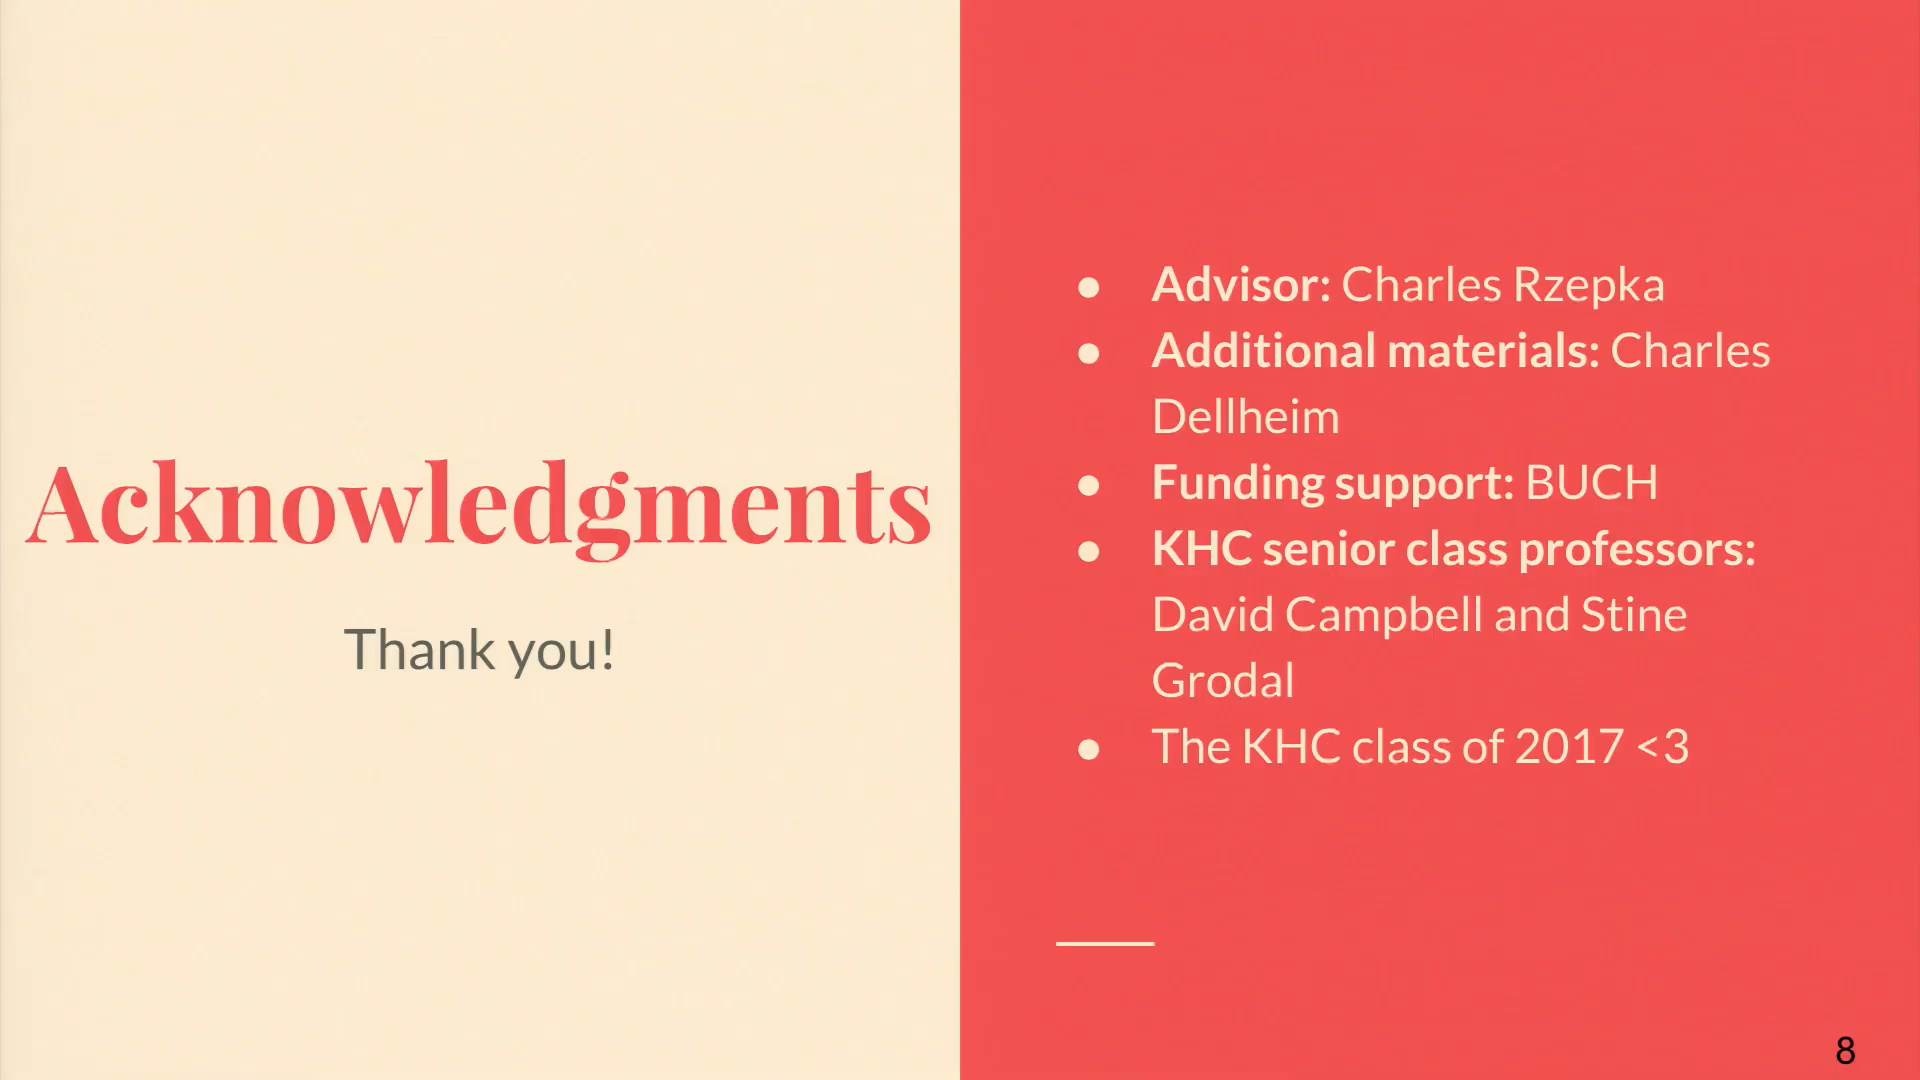 Acknowledgments
Thank you!
● Advisor: Charles Rzepka
● Additional materials: Charles
Dellheim
● Funding support: BUCH
● KHC senior class professors:
David Campbell and Stine
Grodal
● The KHC class of 2017 <3
8